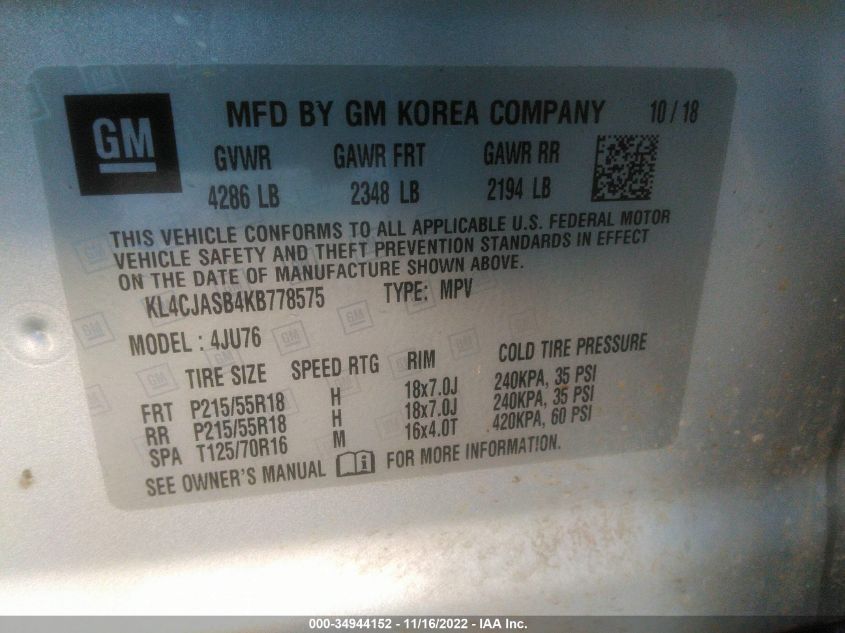 GM MFD BY GM KOREA COMPANY 10 / 18
GVWR GAWR FRT GAWR RR
4286 LB 2348 LB 2194 LB
THIS VEHICLE CONFORMS TO ALL APPLICABLE U.S. FEDERAL MOTOR
VEHICLE SAFETY AND THEFT PREVENTION STANDARDS IN EFFECT
ON THE DATE OF MANUFACTURE SHOWN ABOVE.
KL4CJASB4KB778575 TYPE: MPV
MODEL : 4JU76
TIRE SIZE SPEED RTG RIM COLD TIRE PRESSURE
FRT P215/55R18 H 18x7.0J 240KPA, 35 PSI
RR P215/55R18 H 18x7.0J 240KPA, 35 PSI
SPA T125/70R16 M 16x4.0T 420KPA, 60 PSI
SEE OWNER'S MANUAL i FOR MORE INFORMATION.
000-34944152 - 11/16/2022 - IAA Inc.